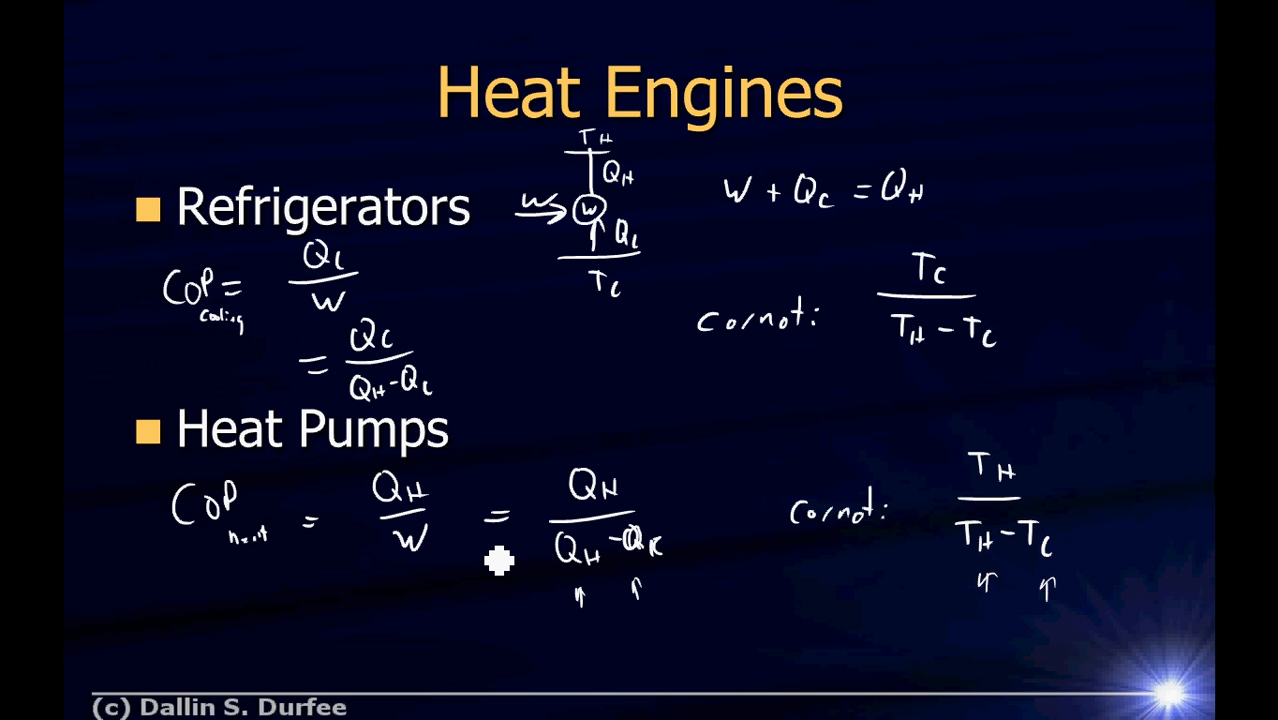 Heat Engines
T_H
Q_H
■ Refrigerators
W
W
Q_C
T_C
W + Q_C = Q_H
COP_cooling = Q_C / W
= Q_C / (Q_H - Q_C)
Carnot: T_C / (T_H - T_C)
■ Heat Pumps
COP_heat = Q_H / W = Q_H / (Q_H - Q_C)
Carnot: T_H / (T_H - T_C)
(c) Dallin S. Durfee